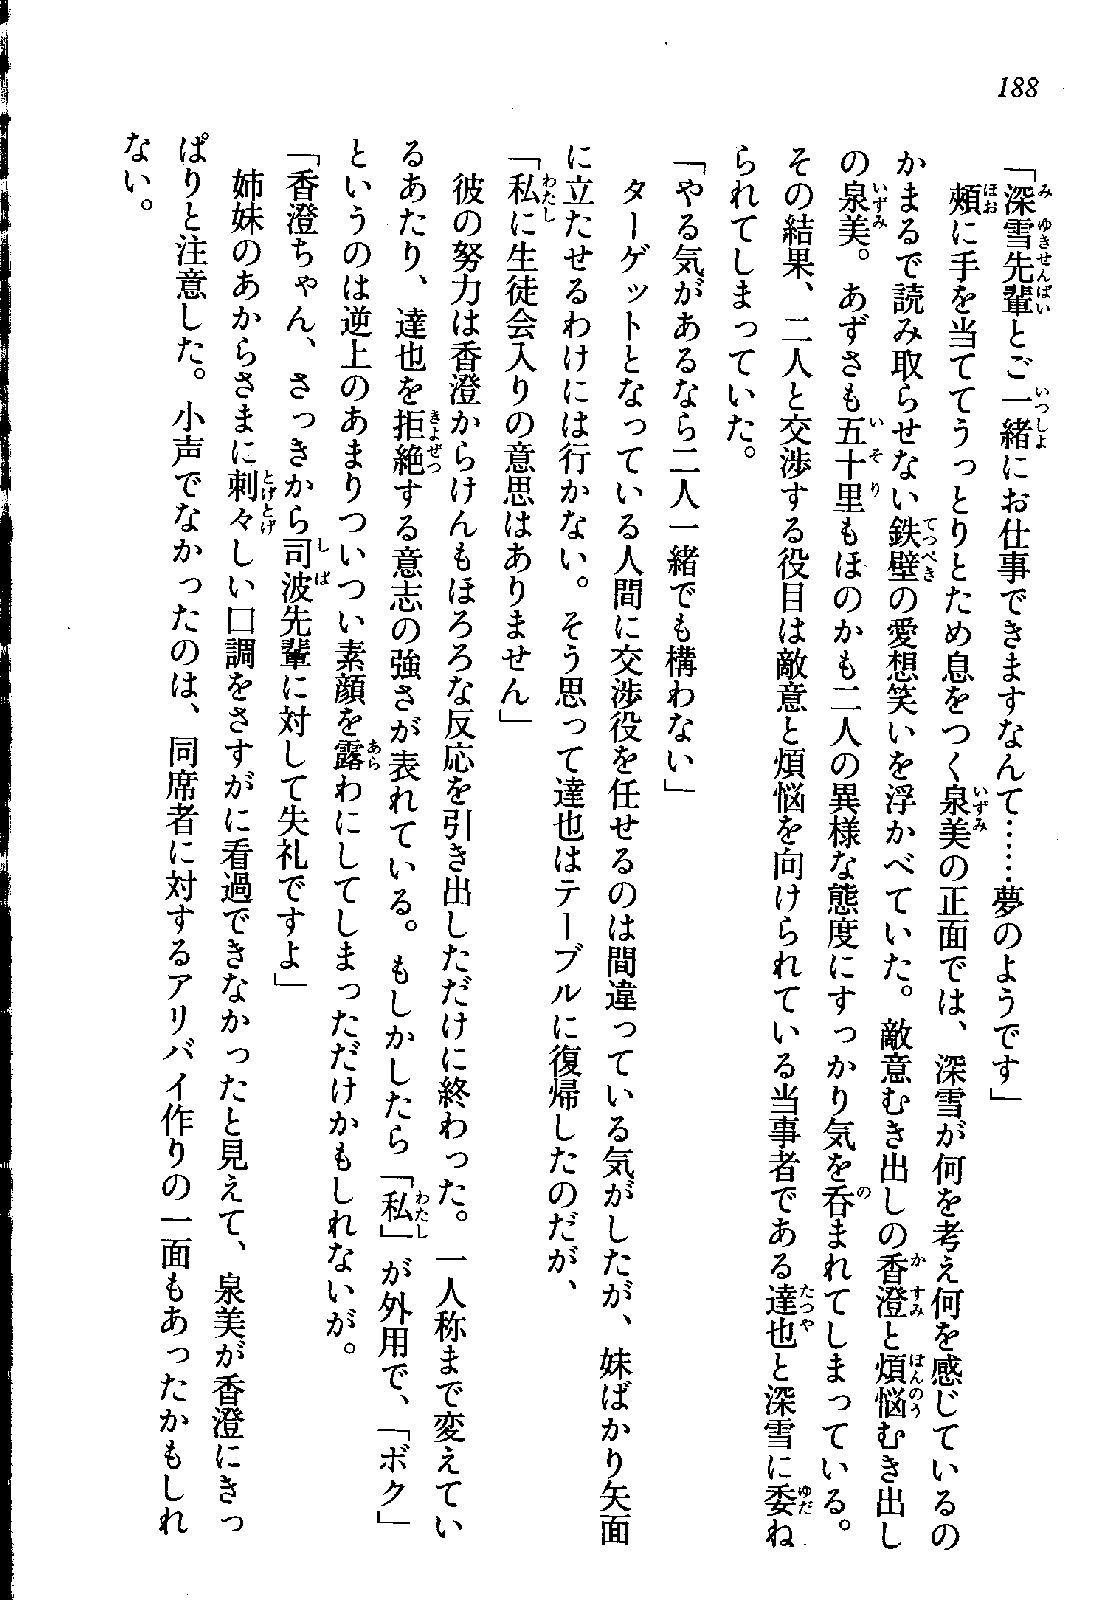 188
「深雪先輩とご一緒にお仕事できますなんて……夢のようです」
頰に手を当ててうっとりとため息をつく泉美の正面では、深雪が何を考え何を感じているの
かまるで読み取らせない鉄壁の愛想笑いを浮かべていた。敵意むき出しの香澄と煩悩むき出し
の泉美。あずさも五十里もほのかも二人の異様な態度にすっかり気を呑まれてしまっている。
その結果、二人と交渉する役目は敵意と煩悩を向けられている当事者である達也と深雪に委ね
られてしまっていた。
「やる気があるなら二人一緒でも構わない」
ターゲットとなっている人間に交渉役を任せるのは間違っている気がしたが、妹ばかり矢面
に立たせるわけには行かない。そう思って達也はテーブルに復帰したのだが、
「私に生徒会入りの意思はありません」
彼の努力は香澄からけんもほろろな反応を引き出しただけに終わった。一人称まで変えてい
るあたり、達也を拒絶する意志の強さが表れている。もしかしたら「私」が外用で、「ボク」
というのは逆上のあまりついつい素顔を露わにしてしまっただけかもしれないが。
「香澄ちゃん、さっきから司波先輩に対して失礼ですよ」
姉妹のあからさまに刺々しい口調をさすがに看過できなかったと見えて、泉美が香澄にきっ
ぱりと注意した。小声でなかったのは、同席者に対するアリバイ作りの一面もあったかもしれ
ない。